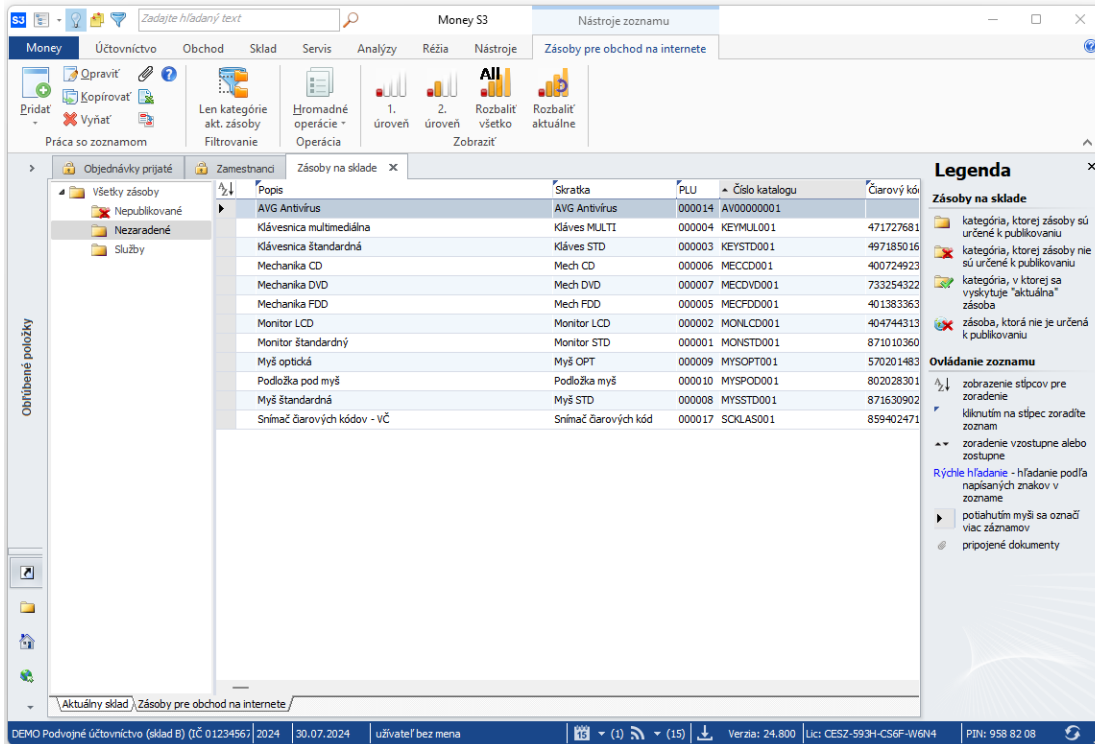 S3 Zadajte hľadaný text Money S3 Nástroje zoznamu
Money Účtovníctvo Obchod Sklad Servis Analýzy Réžia Nástroje Zásoby pre obchod na internete
Pridať Opraviť Kopírovať Vyňať
Len kategórie akt. zásoby
Hromadné operácie
1. úroveň
2. úroveň
All Rozbaliť všetko
Rozbaliť aktuálne
Práca so zoznamom Filtrovanie Operácia Zobraziť
Objednávky prijaté Zamestnanci Zásoby na sklade
Obľúbené položky
Všetky zásoby
Nepublikované
Nezaradené
Služby
Popis Skratka PLU Číslo katalogu Čiarový kó
AVG Antivírus AVG Antivírus 000014 AV00000001
Klávesnica multimediálna Kláves MULTI 000004 KEYMUL001 471727681
Klávesnica štandardná Kláves STD 000003 KEYSTD001 497185016
Mechanika CD Mech CD 000006 MECCD001 400724923
Mechanika DVD Mech DVD 000007 MECDVD001 733254322
Mechanika FDD Mech FDD 000005 MECFDD001 401383363
Monitor LCD Monitor LCD 000002 MONLCD001 404744313
Monitor štandardný Monitor STD 000001 MONSTD001 871010360
Myš optická Myš OPT 000009 MYSOPT001 570201483
Podložka pod myš Podložka myš 000010 MYSPOD001 802028301
Myš štandardná Myš STD 000008 MYSSTD001 871630902
Snímač čiarových kódov - VČ Snímač čiarových kód 000017 SCKLAS001 859402471
Legenda
Zásoby na sklade
kategória, ktorej zásoby sú
určené k publikovaniu
kategória, ktorej zásoby nie
sú určené k publikovaniu
kategória, v ktorej sa
vyskytuje "aktuálna"
zásoba
zásoba, ktorá nie je určená
k publikovaniu
Ovládanie zoznamu
zobrazenie stĺpcov pre
zoradenie
kliknutím na stĺpec zoradíte
zoznam
zoradenie vzostupne alebo
zostupne
Rýchle hľadanie - hľadanie podľa
napísaných znakov v
zozname
potiahutím myši sa označí
viac záznamov
pripojené dokumenty
Aktuálny sklad Zásoby pre obchod na internete
DEMO Podvojné účtovníctvo (sklad B) (IČ 01234567 2024 30.07.2024 užívateľ bez mena 15 (1) (15) Verzia: 24.800 Lic: CESZ-593H-CS6F-W6N4 PIN: 958 82 08